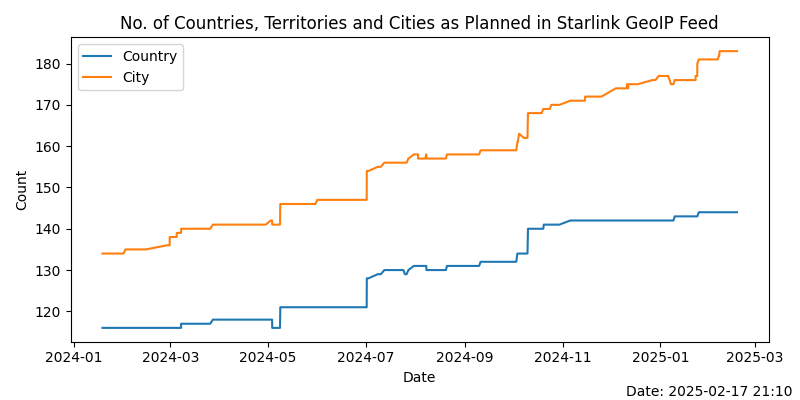 No. of Countries, Territories and Cities as Planned in Starlink GeoIP Feed
Country
City
Count
180
170
160
150
140
130
120
2024-01
2024-03
2024-05
2024-07
2024-09
2024-11
2025-01
2025-03
Date
Date: 2025-02-17 21:10